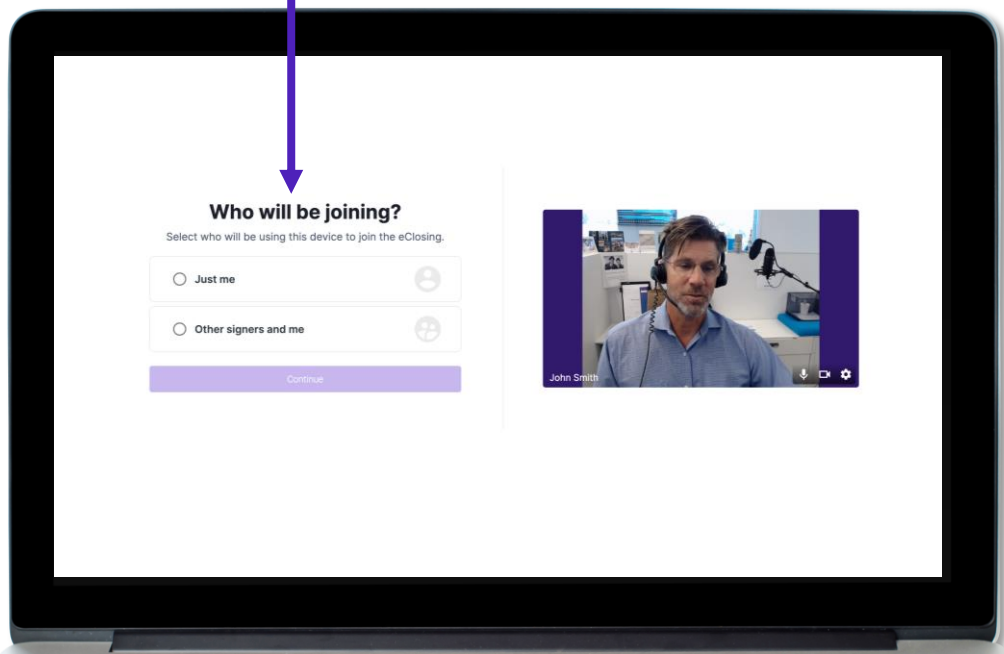 Who will be joining?
Select who will be using this device to join the eClosing.
Just me
Other signers and me
Continue
John Smith